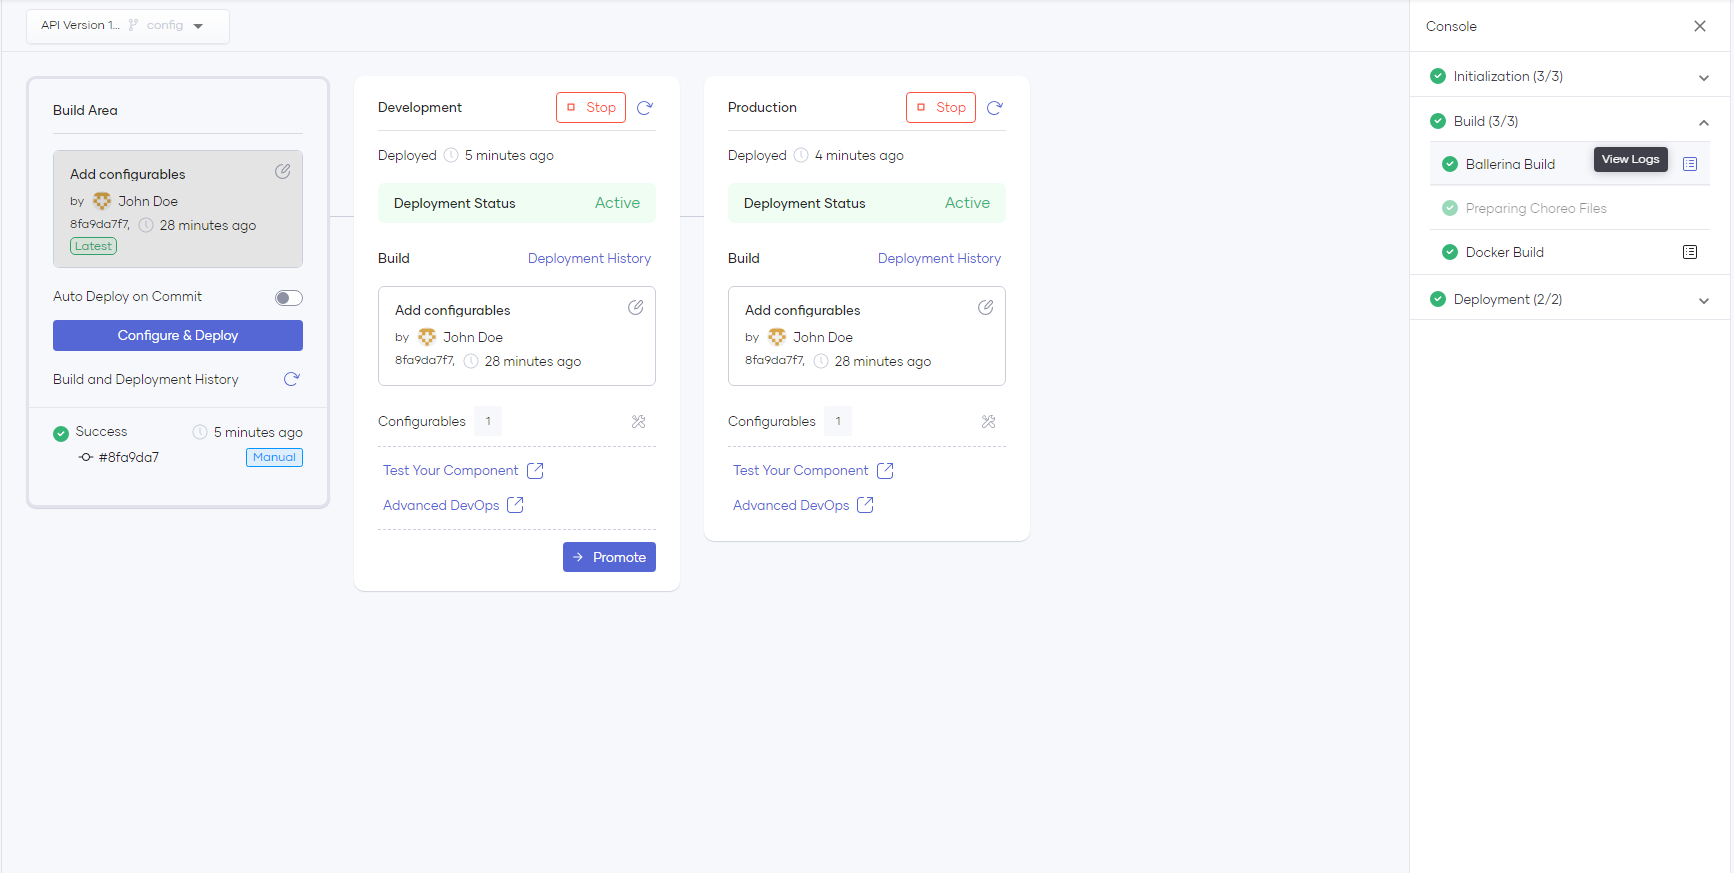 API Version 1... config
Build Area
Add configurables
by John Doe
8fa9da7f7, 28 minutes ago
Latest
Auto Deploy on Commit
Configure & Deploy
Build and Deployment History
Success 5 minutes ago
#8fa9da7 Manual
Development Stop
Deployed 5 minutes ago
Deployment Status Active
Build Deployment History
Add configurables
by John Doe
8fa9da7f7, 28 minutes ago
Configurables 1
Test Your Component
Advanced DevOps
Promote
Production Stop
Deployed 4 minutes ago
Deployment Status Active
Build Deployment History
Add configurables
by John Doe
8fa9da7f7, 28 minutes ago
Configurables 1
Test Your Component
Advanced DevOps
Console
Initialization (3/3)
Build (3/3)
Ballerina Build View Logs
Preparing Choreo Files
Docker Build
Deployment (2/2)